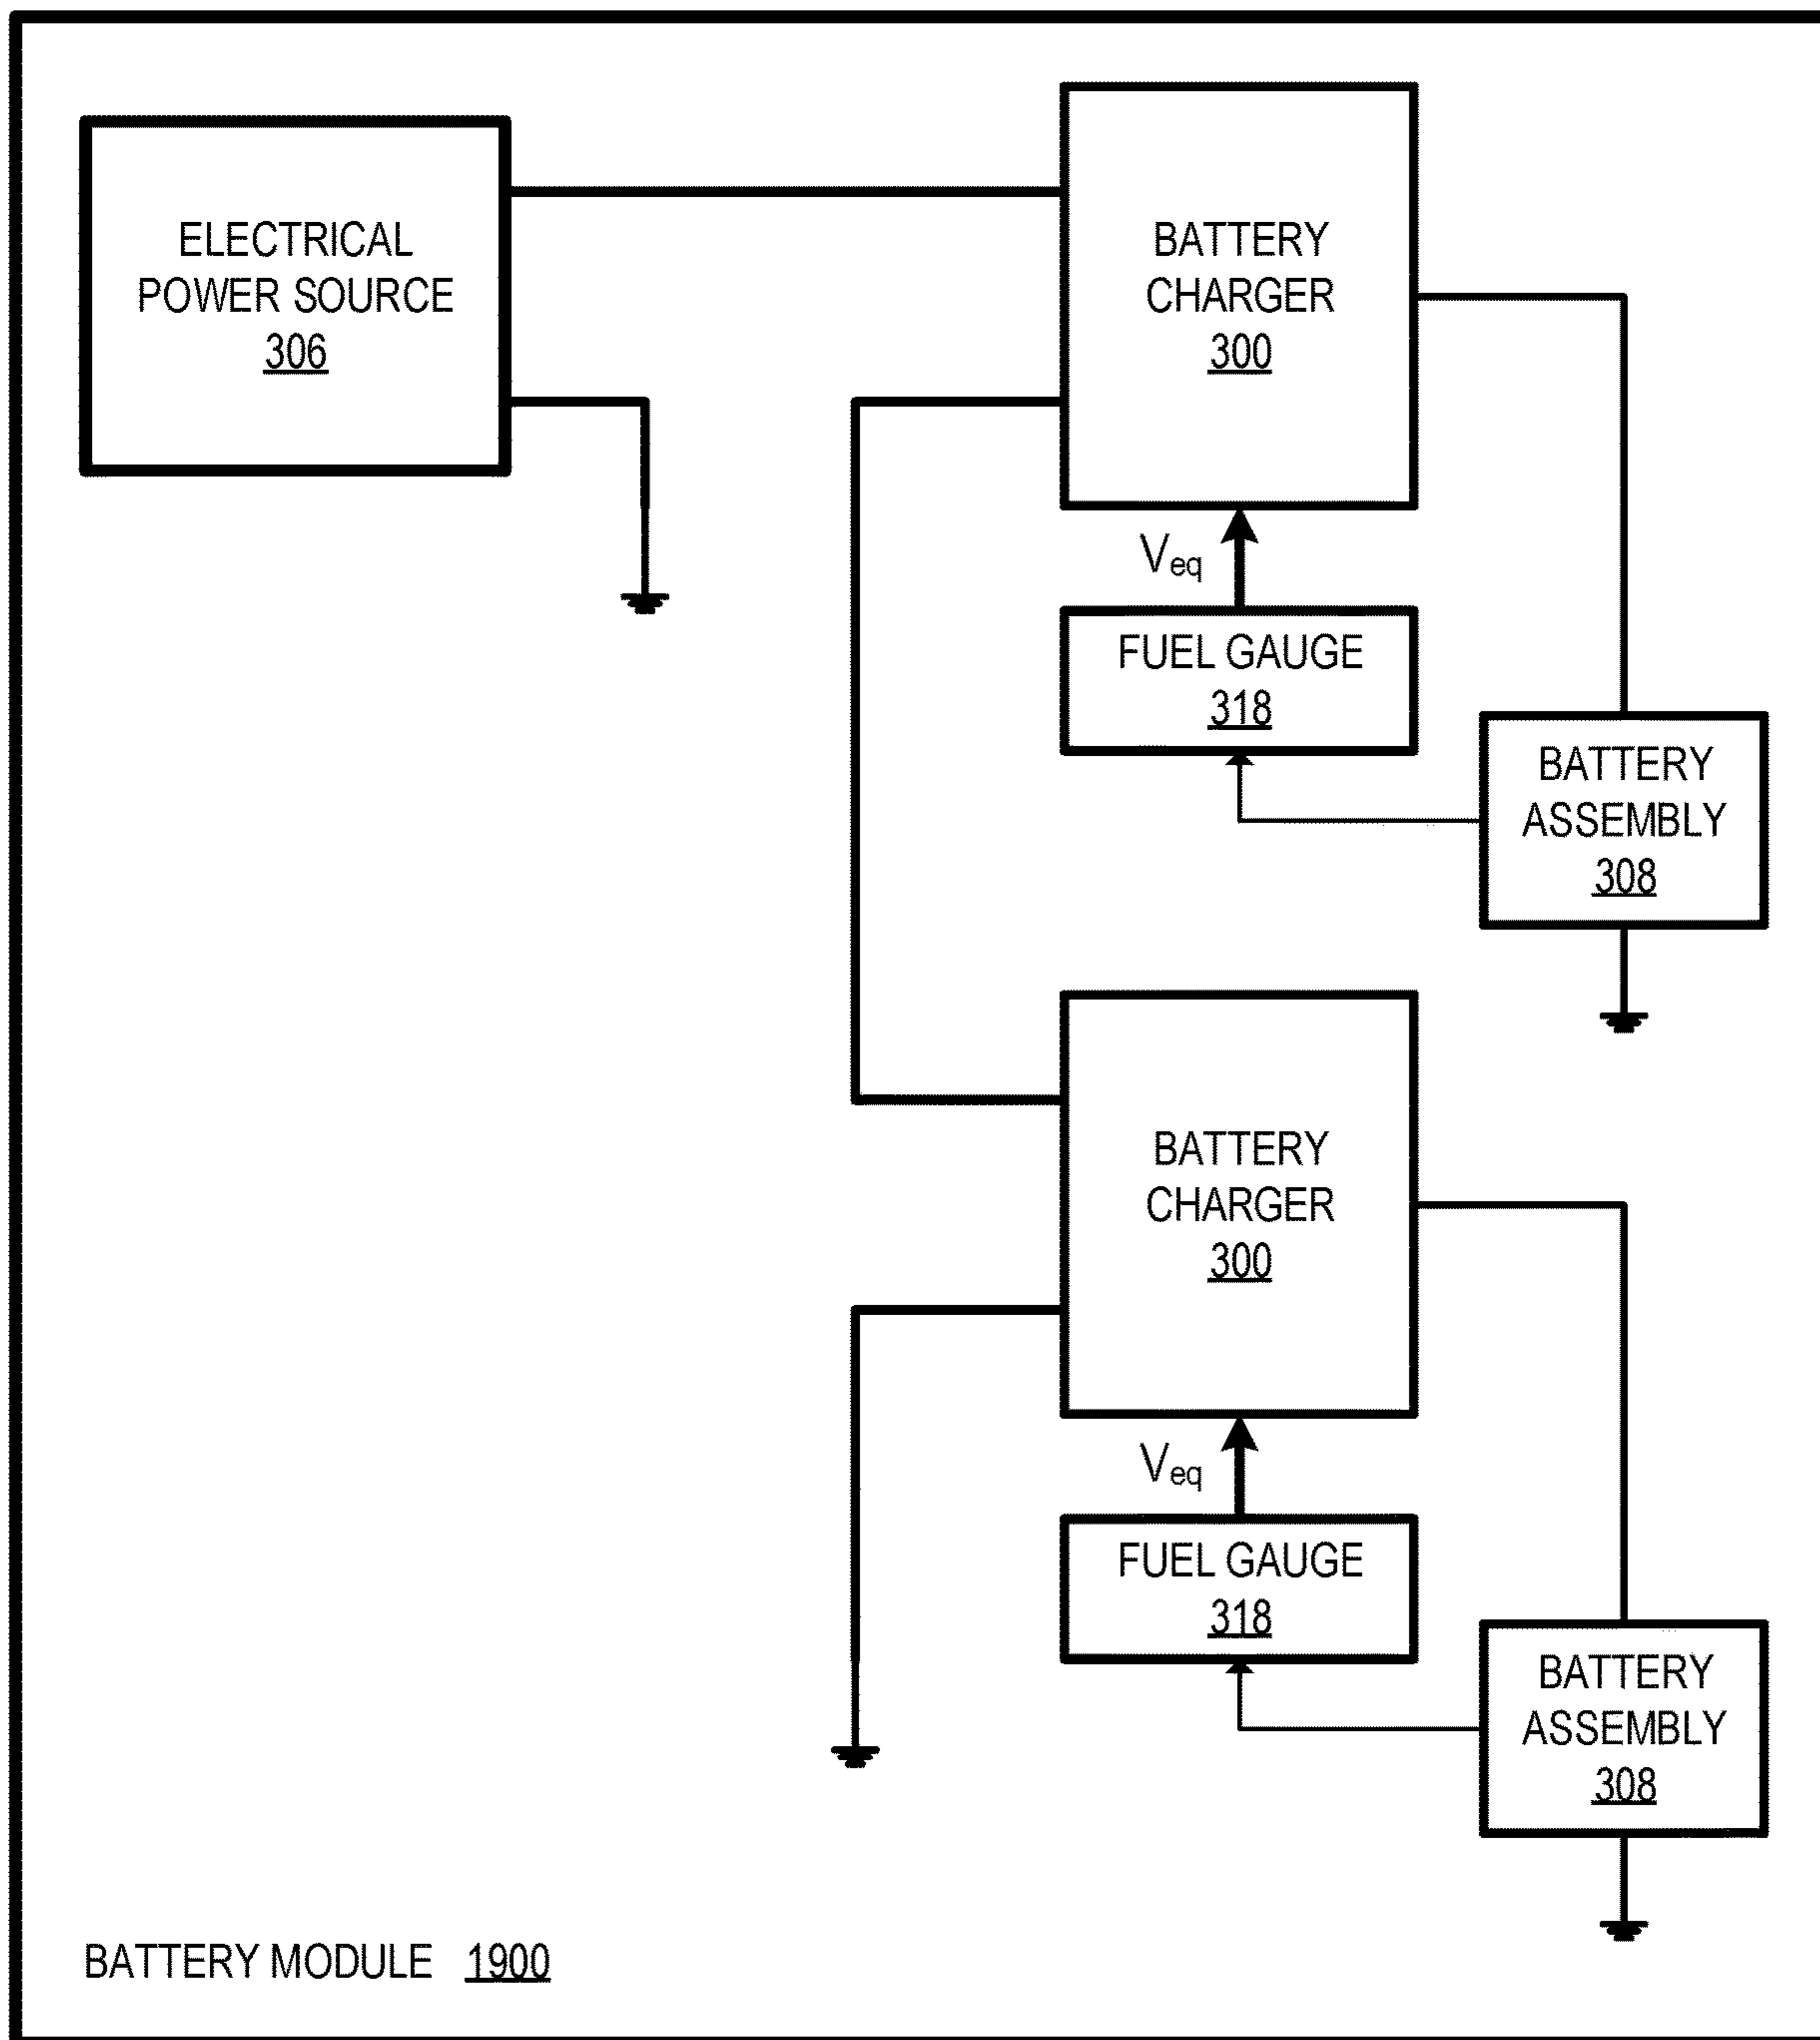 ELECTRICAL
POWER SOURCE
306
BATTERY
CHARGER
300
Veq
FUEL GAUGE
318
BATTERY
ASSEMBLY
308
BATTERY
CHARGER
300
Veq
FUEL GAUGE
318
BATTERY
ASSEMBLY
308
BATTERY MODULE 1900